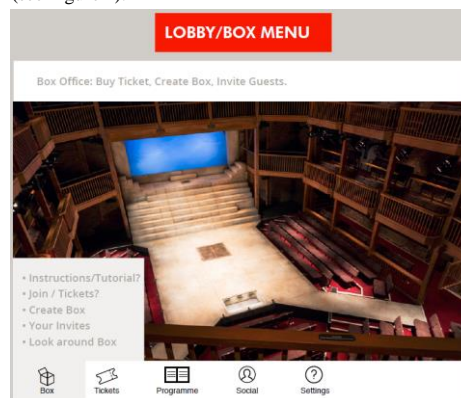 LOBBY/BOX MENU
Box Office: Buy Ticket, Create Box, Invite Guests.
• Instructions/Tutorial?
• Join / Tickets?
• Create Box
• Your Invites
• Look around Box
Box Tickets Programme Social Settings